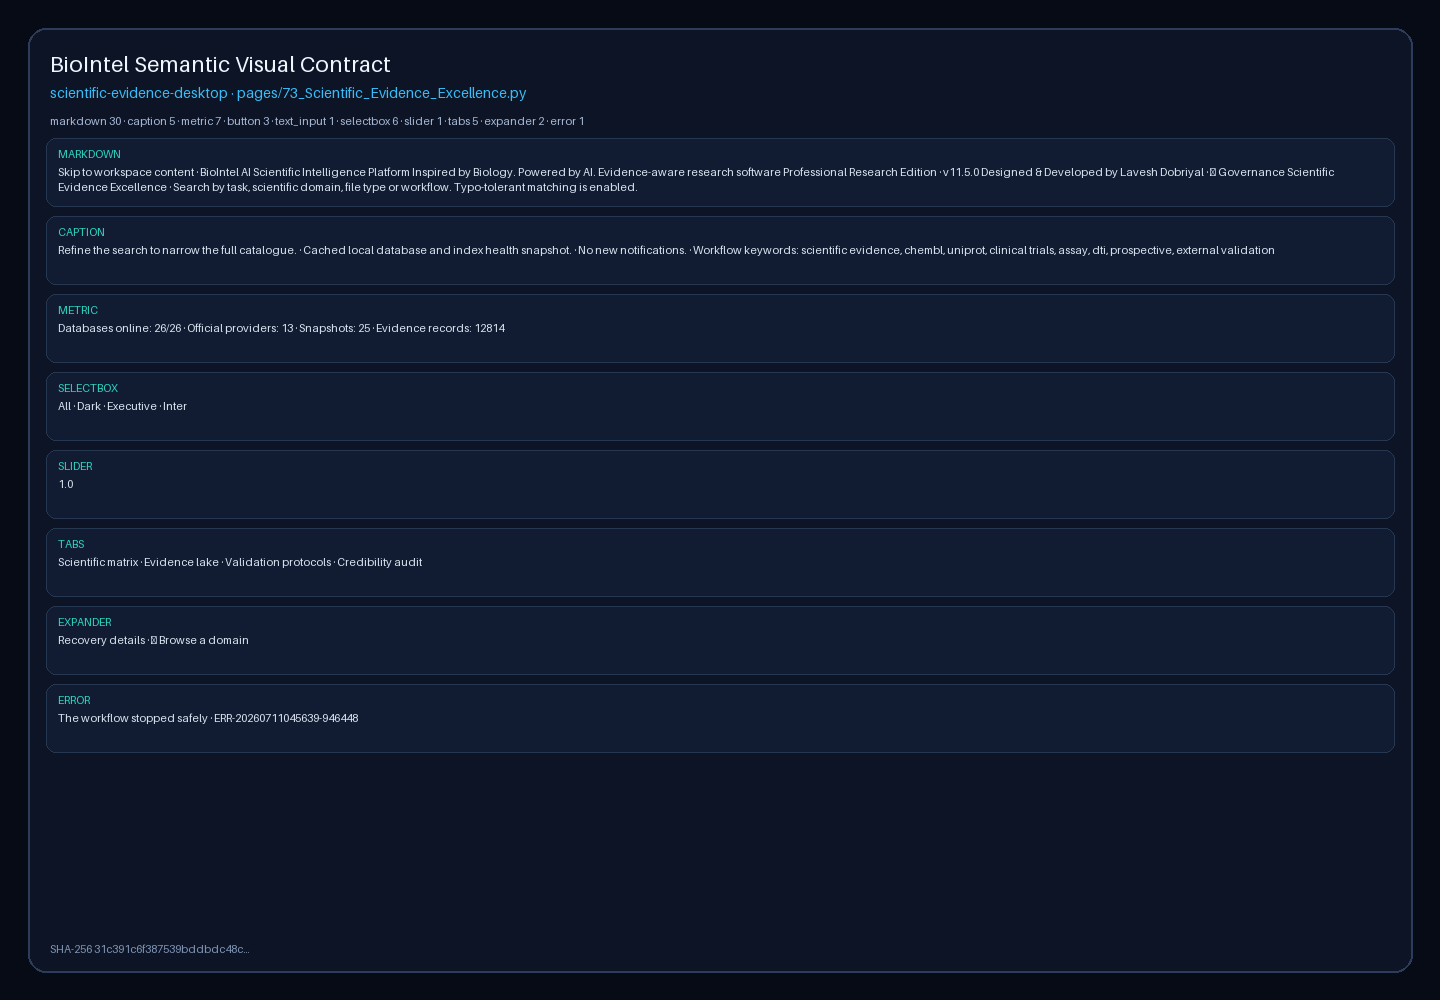 BioIntel Semantic Visual Contract
scientific-evidence-desktop · pages/73_Scientific_Evidence_Excellence.py
markdown 30 · caption 5 · metric 7 · button 3 · text_input 1 · selectbox 6 · slider 1 · tabs 5 · expander 2 · error 1
MARKDOWN
Skip to workspace content · BioIntel AI Scientific Intelligence Platform Inspired by Biology. Powered by AI. Evidence-aware research software Professional Research Edition · v11.5.0 Designed & Developed by Lavesh Dobriyal · Governance Scientific
Evidence Excellence · Search by task, scientific domain, file type or workflow. Typo-tolerant matching is enabled.
CAPTION
Refine the search to narrow the full catalogue. · Cached local database and index health snapshot. · No new notifications. · Workflow keywords: scientific evidence, chembl, uniprot, clinical trials, assay, dti, prospective, external validation
METRIC
Databases online: 26/26 · Official providers: 13 · Snapshots: 25 · Evidence records: 12814
SELECTBOX
All · Dark · Executive · Inter
SLIDER
1.0
TABS
Scientific matrix · Evidence lake · Validation protocols · Credibility audit
EXPANDER
Recovery details · Browse a domain
ERROR
The workflow stopped safely · ERR-20260711045639-946448
SHA-256 31c391c6f387539bddbdc48c…